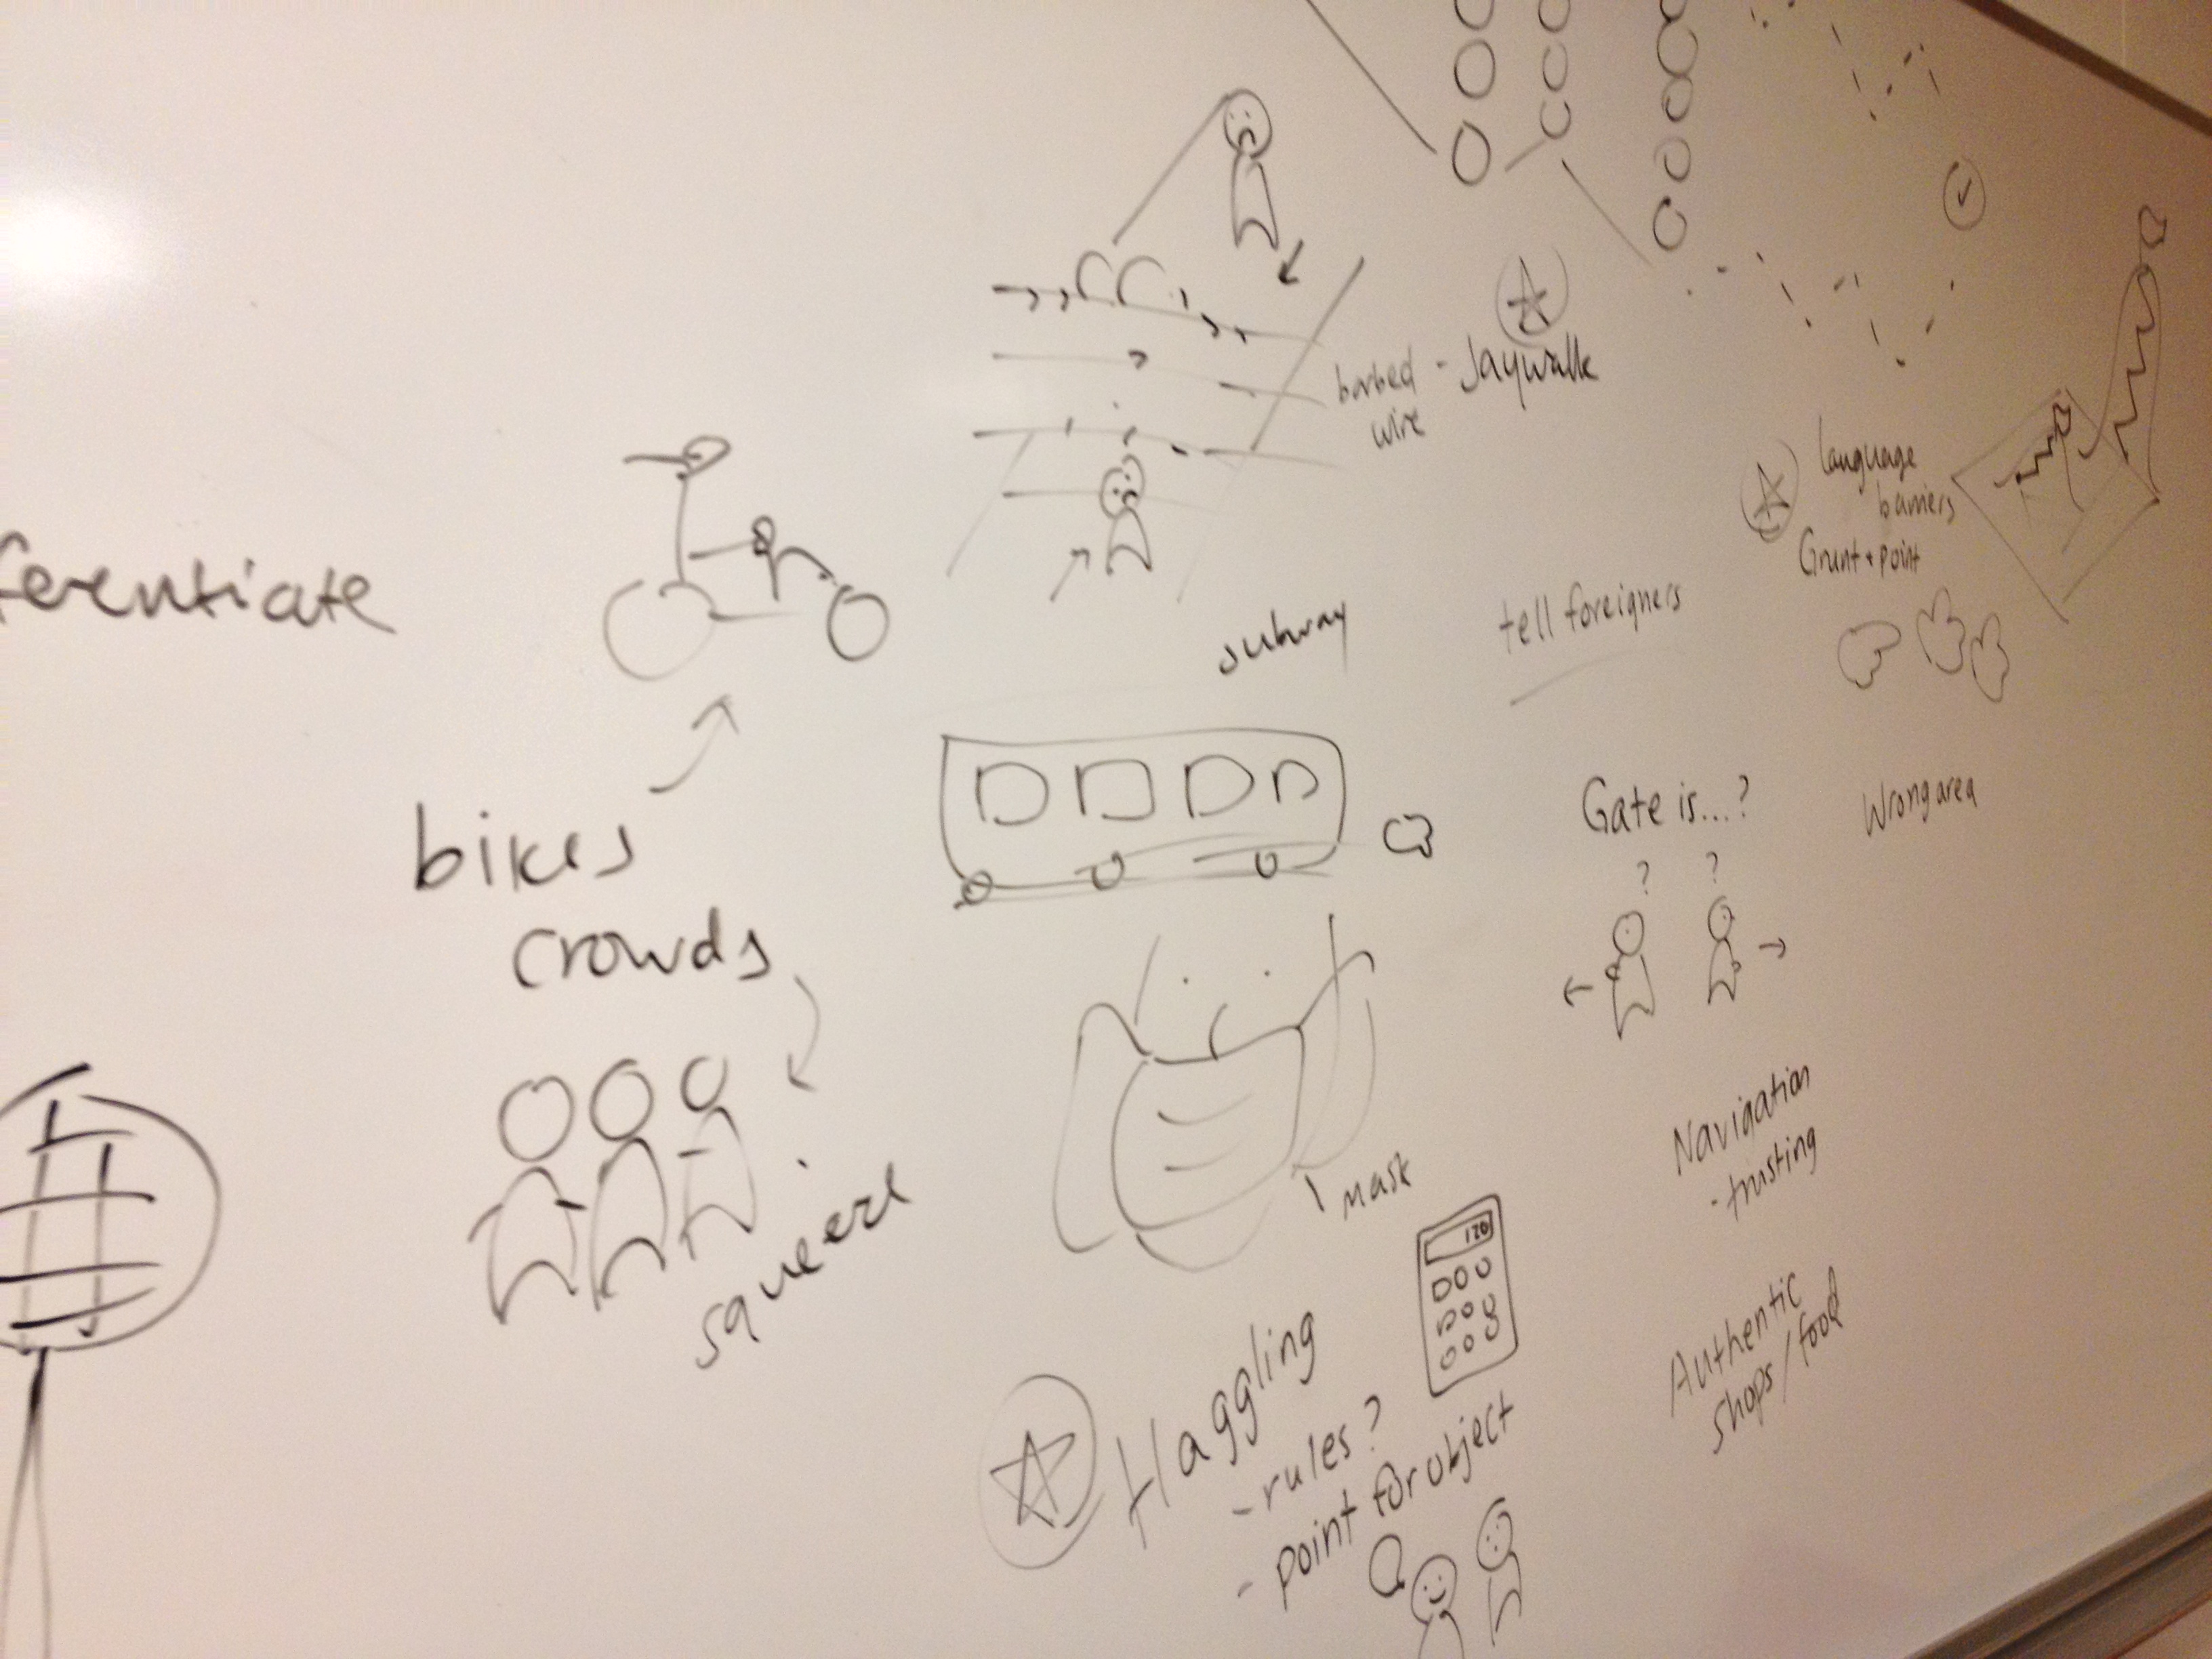 ferentiate
bikes
crowds
squeeze
barbed - Jaywalk
wire
subway
tell foreigners
language
barriers
Grunt + point
Gate is...?
? ?
Wrong area
mask
Navigation
- trusting
120
Authentic
shops/food
Haggling
- rules?
- point for object